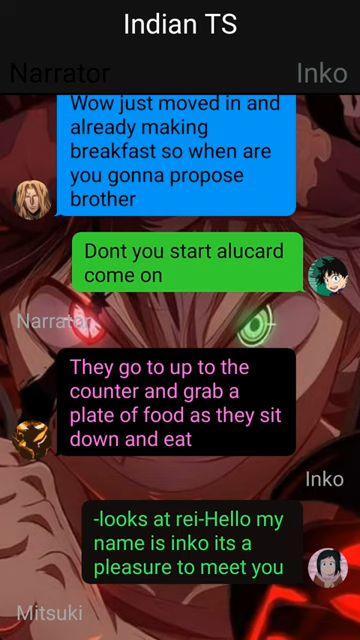 Indian TS
Narrator
Inko
Wow just moved in and
already making
breakfast so when are
you gonna propose
brother
Dont you start alucard
come on
Narrator
They go to up to the
counter and grab a
plate of food as they sit
down and eat
Inko
-looks at rei-Hello my
name is inko its a
pleasure to meet you
Mitsuki